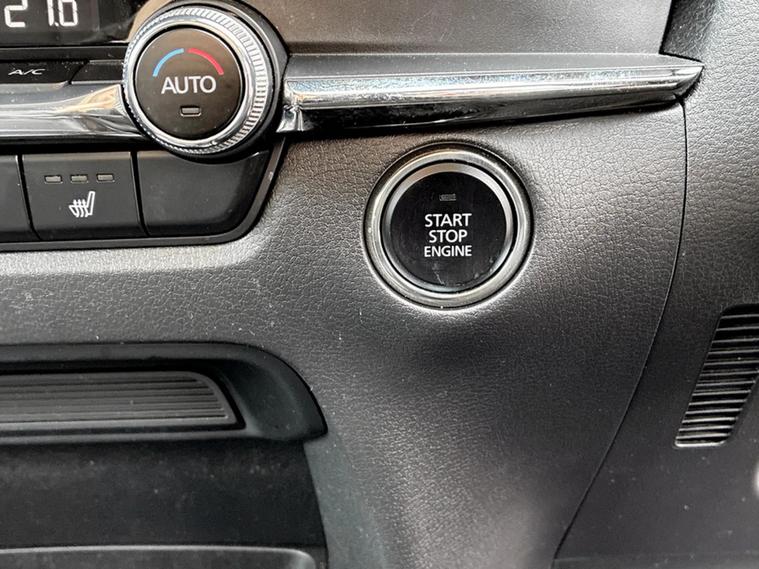 21.0
A/C
AUTO
START
STOP
ENGINE